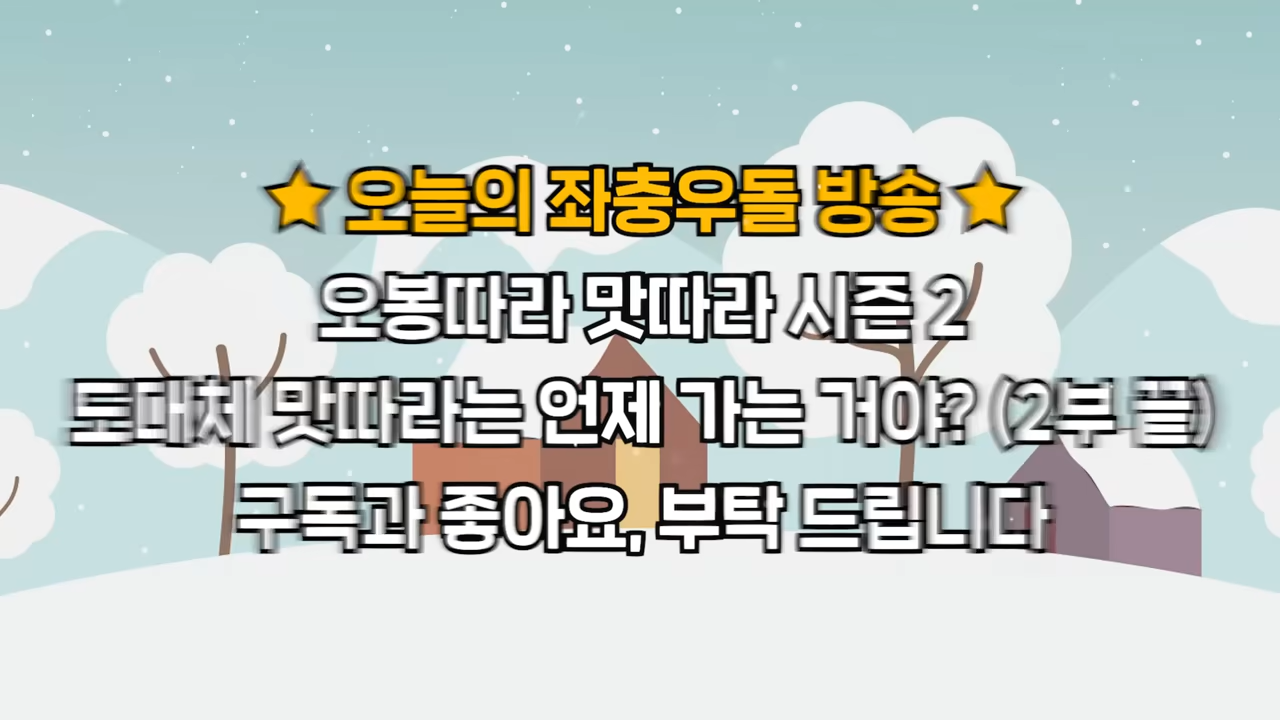 ★ 오늘의 좌충우돌 방송 ★
오봉따라 맛따라 시즌 2
토대체 맛따라는 언제 가는 거야? (2부 끝)
구독과 좋아요, 부탁 드립니다